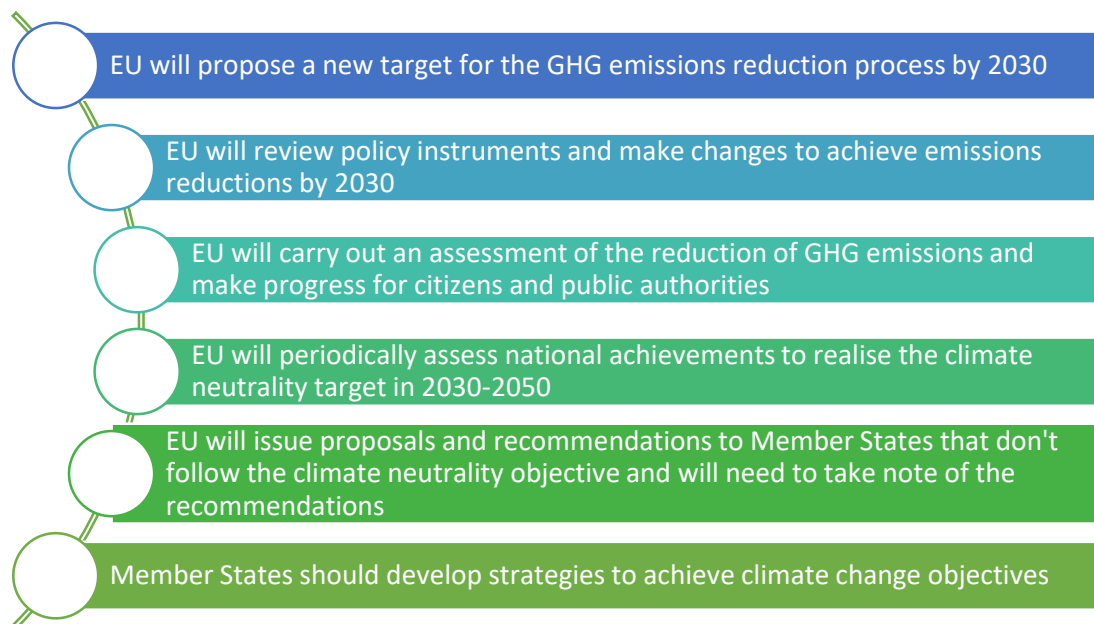 EU will propose a new target for the GHG emissions reduction process by 2030
EU will review policy instruments and make changes to achieve emissions
reductions by 2030
EU will carry out an assessment of the reduction of GHG emissions and
make progress for citizens and public authorities
EU will periodically assess national achievements to realise the climate
neutrality target in 2030-2050
EU will issue proposals and recommendations to Member States that don't
follow the climate neutrality objective and will need to take note of the
recommendations
Member States should develop strategies to achieve climate change objectives